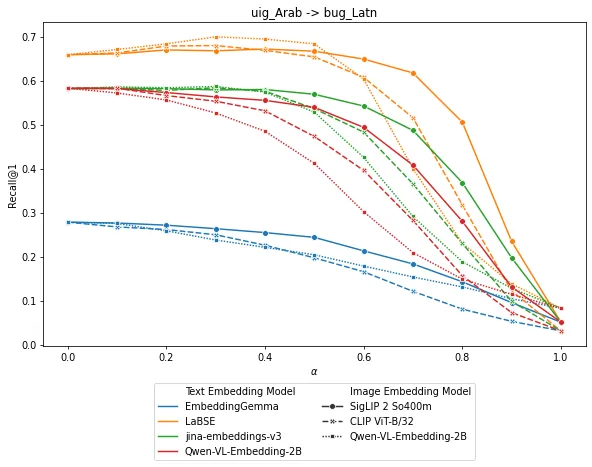 uig_Arab -> bug_Latn
Recall@1
0.7
0.6
0.5
0.4
0.3
0.2
0.1
0.0
0.0 0.2 0.4 0.6 0.8 1.0
α
Text Embedding Model Image Embedding Model
EmbeddingGemma SigLIP 2 So400m
LaBSE CLIP ViT-B/32
jina-embeddings-v3 Qwen-VL-Embedding-2B
Qwen-VL-Embedding-2B